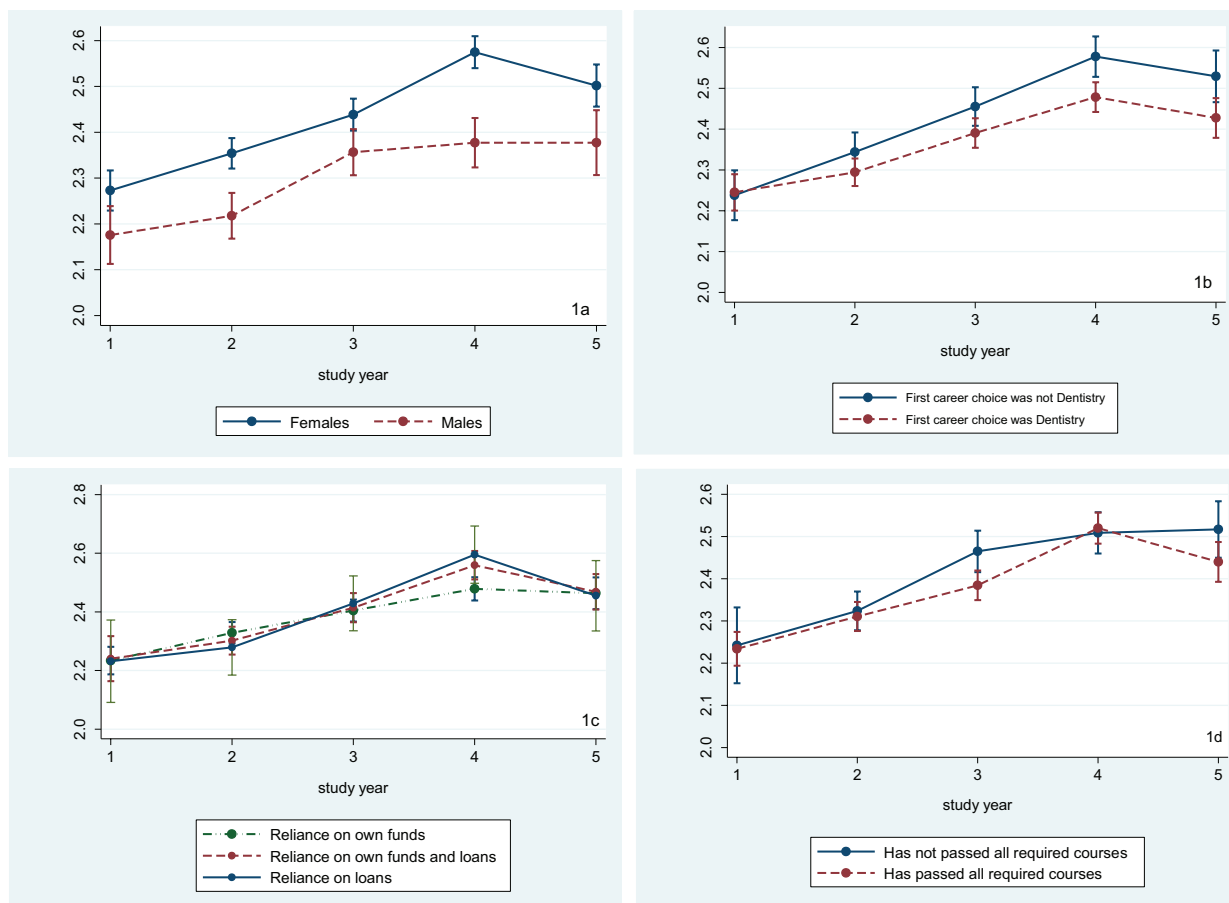 2.6
2.5
2.4
2.3
2.2
2.1
2.0
1a
1 2 3 4 5
study year
Females Males
2.6
2.5
2.4
2.3
2.2
2.1
2.0
1b
1 2 3 4 5
study year
First career choice was not Dentistry
First career choice was Dentistry
2.8
2.6
2.4
2.2
2.0
1c
1 2 3 4 5
study year
Reliance on own funds
Reliance on own funds and loans
Reliance on loans
2.6
2.5
2.4
2.3
2.2
2.1
2.0
1d
1 2 3 4 5
study year
Has not passed all required courses
Has passed all required courses